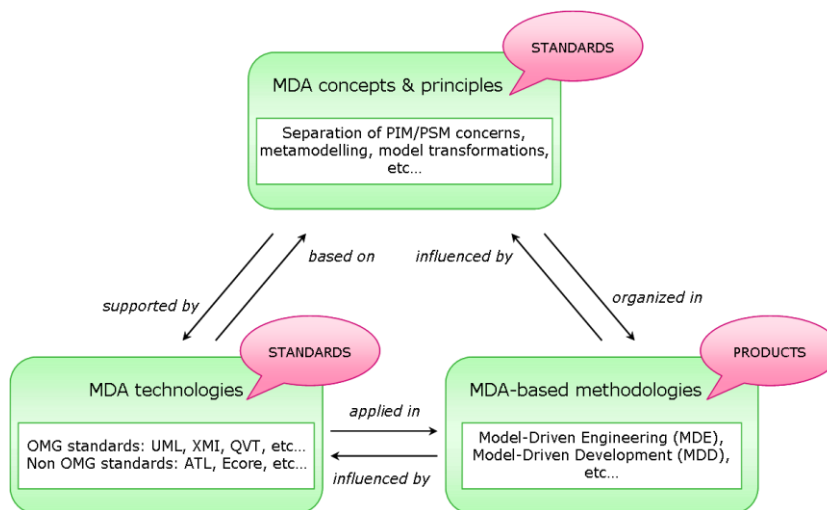 STANDARDS
MDA concepts & principles
Separation of PIM/PSM concerns,
metamodelling, model transformations,
etc...
based on
influenced by
supported by
organized in
STANDARDS
PRODUCTS
MDA technologies
MDA-based methodologies
applied in
OMG standards: UML, XMI, QVT, etc...
Non OMG standards: ATL, Ecore, etc...
Model-Driven Engineering (MDE),
Model-Driven Development (MDD),
etc...
influenced by